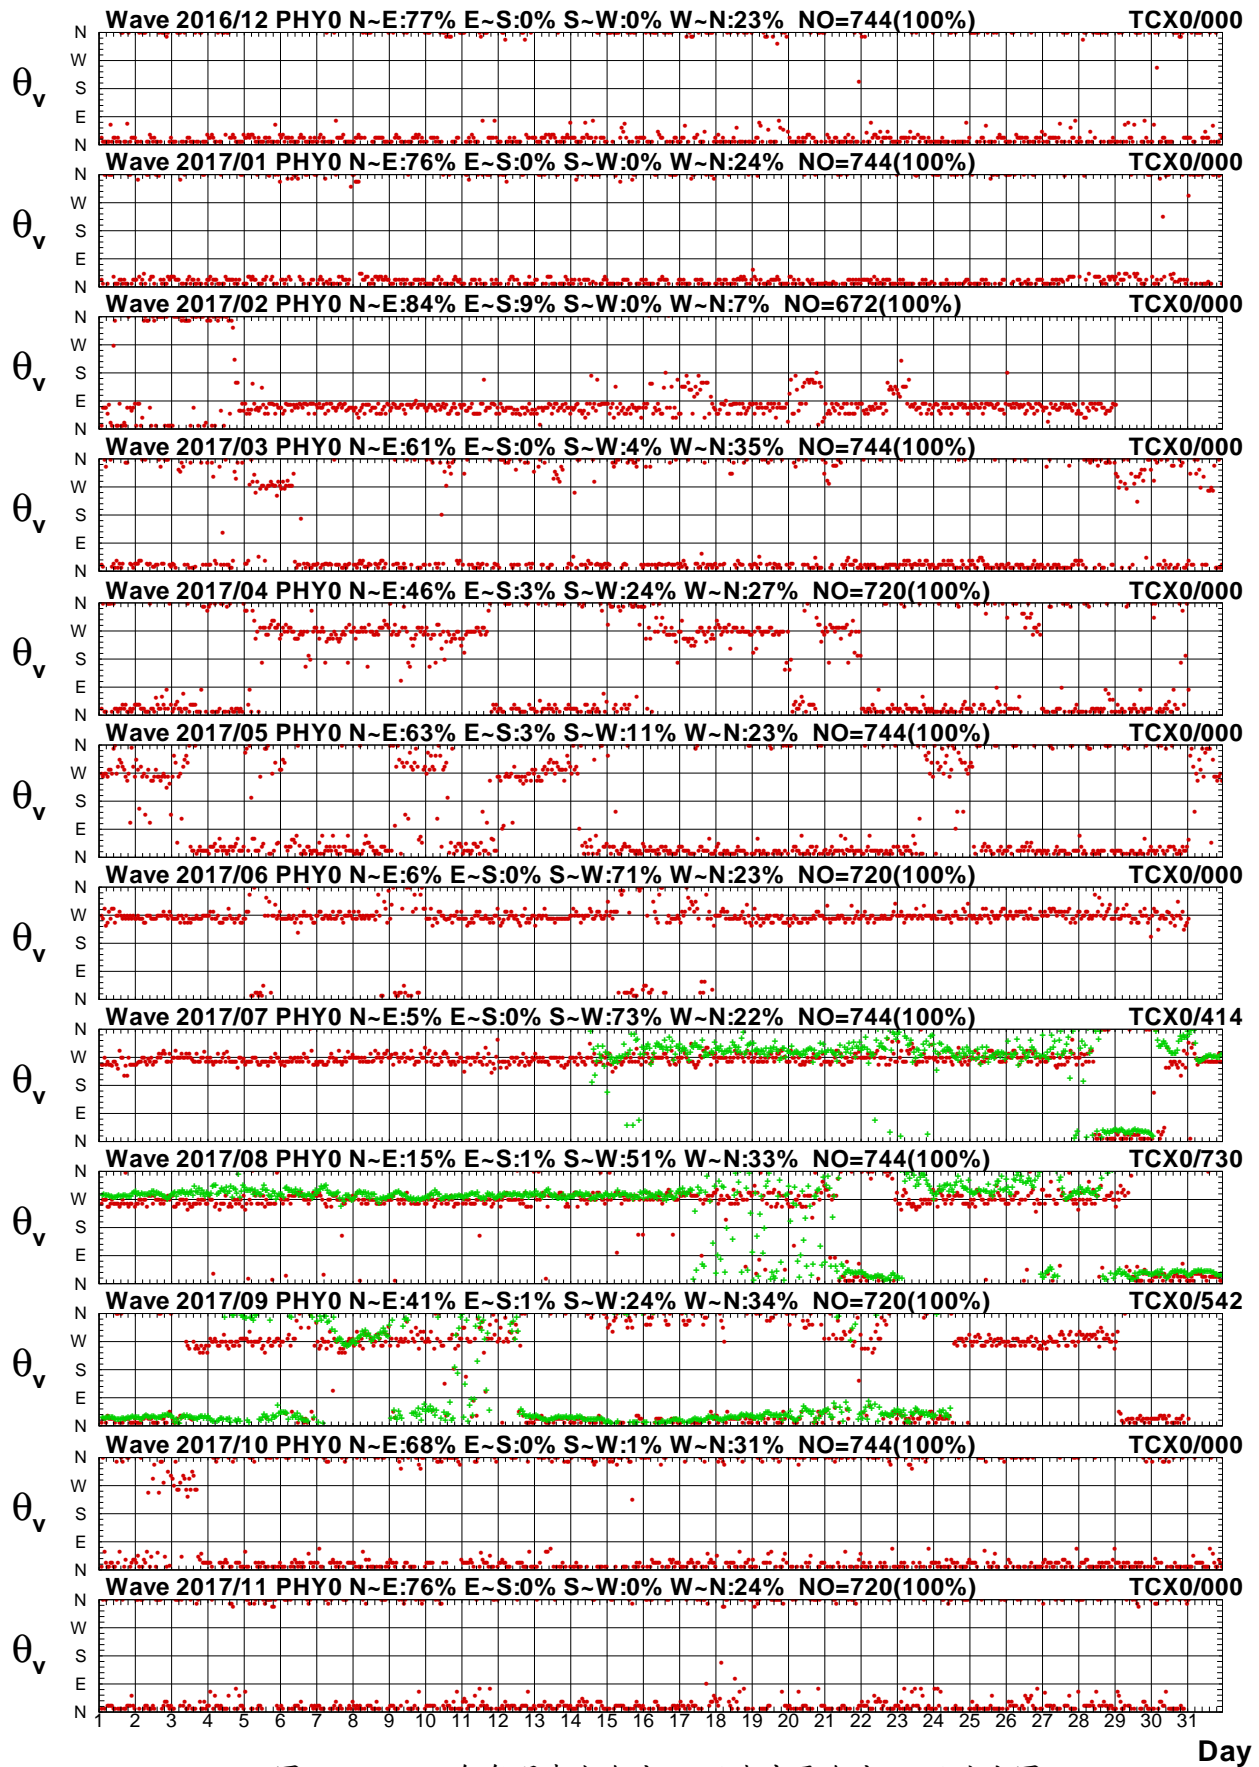 Wave 2016/12 PHY0 N~E:77% E~S:0% S~W:0% W~N:23% NO=744(100%) TCX0/000
N
W
θv
S
E
N
Wave 2017/01 PHY0 N~E:76% E~S:0% S~W:0% W~N:24% NO=744(100%) TCX0/000
N
W
θv
S
E
N
Wave 2017/02 PHY0 N~E:84% E~S:9% S~W:0% W~N:7% NO=672(100%) TCX0/000
N
W
θv
S
E
N
Wave 2017/03 PHY0 N~E:61% E~S:0% S~W:4% W~N:35% NO=744(100%) TCX0/000
N
W
θv
S
E
N
Wave 2017/04 PHY0 N~E:46% E~S:3% S~W:24% W~N:27% NO=720(100%) TCX0/000
N
W
θv
S
E
N
Wave 2017/05 PHY0 N~E:63% E~S:3% S~W:11% W~N:23% NO=744(100%) TCX0/000
N
W
θv
S
E
N
Wave 2017/06 PHY0 N~E:6% E~S:0% S~W:71% W~N:23% NO=720(100%) TCX0/000
N
W
θv
S
E
N
Wave 2017/07 PHY0 N~E:5% E~S:0% S~W:73% W~N:22% NO=744(100%) TCX0/414
N
W
θv
S
E
N
Wave 2017/08 PHY0 N~E:15% E~S:1% S~W:51% W~N:33% NO=744(100%) TCX0/730
N
W
θv
S
E
N
Wave 2017/09 PHY0 N~E:41% E~S:1% S~W:24% W~N:34% NO=720(100%) TCX0/542
N
W
θv
S
E
N
Wave 2017/10 PHY0 N~E:68% E~S:0% S~W:1% W~N:31% NO=744(100%) TCX0/000
N
W
θv
S
E
N
Wave 2017/11 PHY0 N~E:76% E~S:0% S~W:0% W~N:24% NO=720(100%) TCX0/000
N
W
θv
S
E
N
1 2 3 4 5 6 7 8 9 10 11 12 13 14 15 16 17 18 19 20 21 22 23 24 25 26 27 28 29 30 31
Day